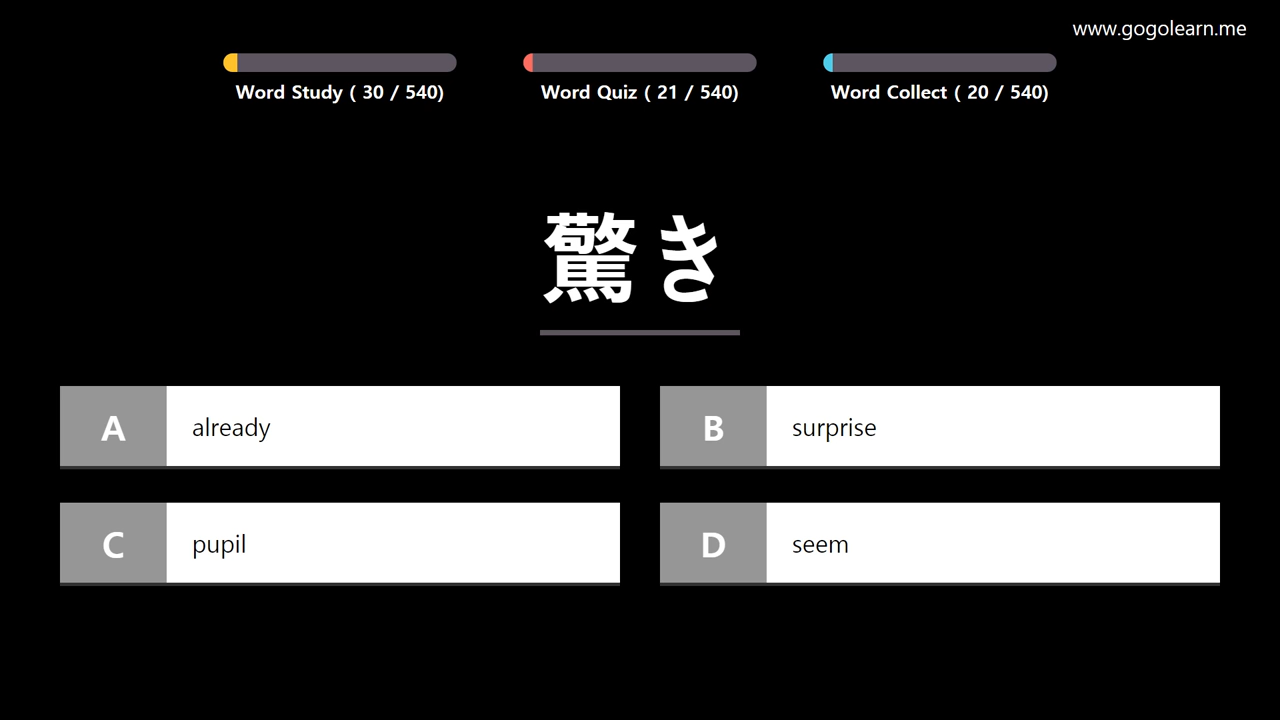 www.gogolearn.me
Word Study ( 30 / 540)
Word Quiz ( 21 / 540)
Word Collect ( 20 / 540)
驚き
A already
B surprise
C pupil
D seem